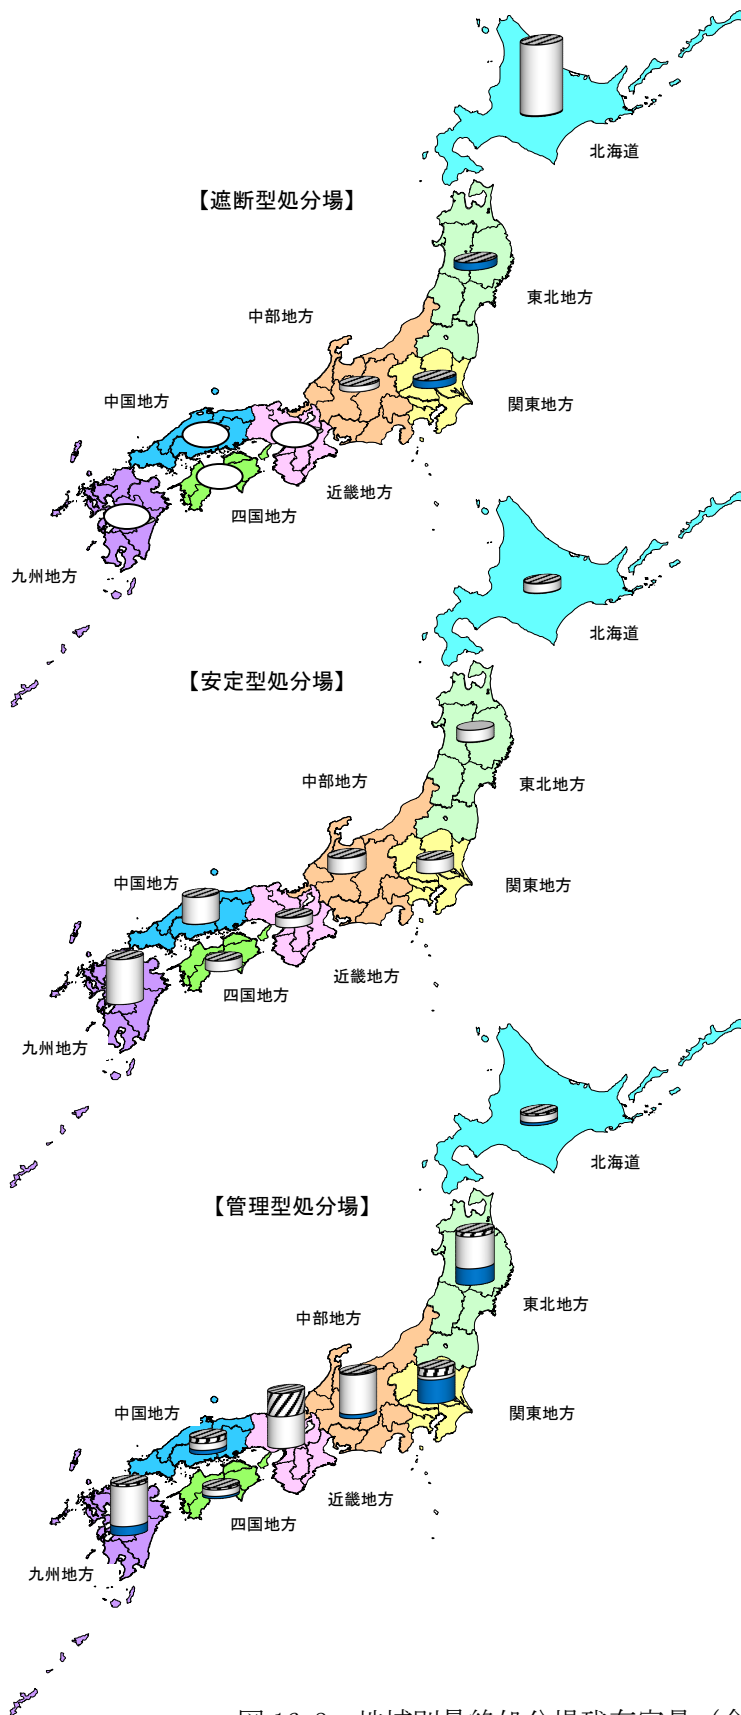 北海道
【遮断型処分場】
東北地方
中部地方
関東地方
中国地方
近畿地方
四国地方
九州地方
北海道
【安定型処分場】
中部地方
東北地方
中国地方
関東地方
近畿地方
四国地方
九州地方
北海道
【管理型処分場】
東北地方
中部地方
中国地方
関東地方
近畿地方
四国地方
九州地方